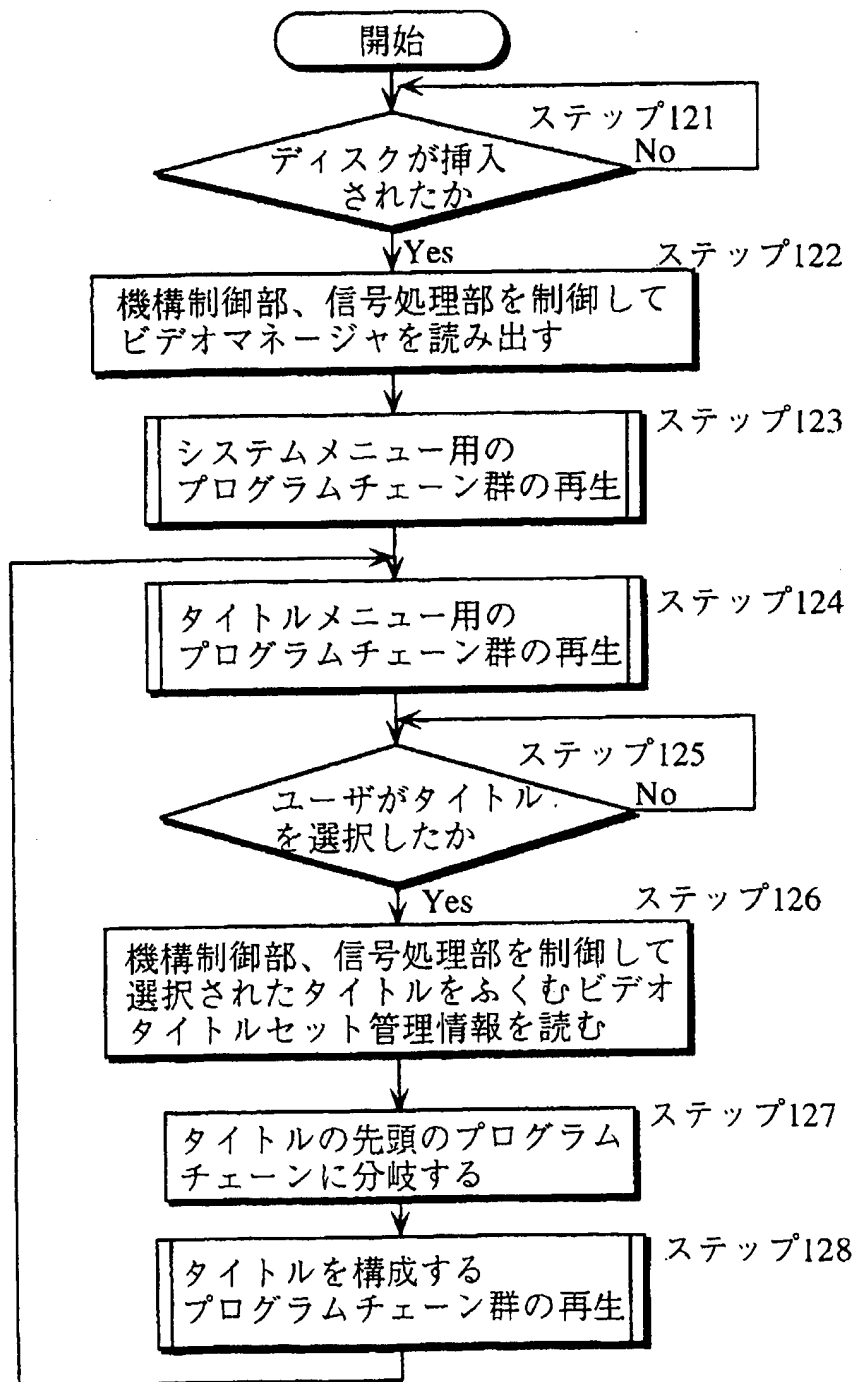 開始
ステップ121
ディスクが挿入
されたか
No
Yes
ステップ122
機構制御部、信号処理部を制御して
ビデオマネージャを読み出す
ステップ123
システムメニュー用の
プログラムチェーン群の再生
ステップ124
タイトルメニュー用の
プログラムチェーン群の再生
ステップ125
ユーザがタイトル
を選択したか
No
Yes
ステップ126
機構制御部、信号処理部を制御して
選択されたタイトルをふくむビデオ
タイトルセット管理情報を読む
ステップ127
タイトルの先頭のプログラム
チェーンに分岐する
ステップ128
タイトルを構成する
プログラムチェーン群の再生